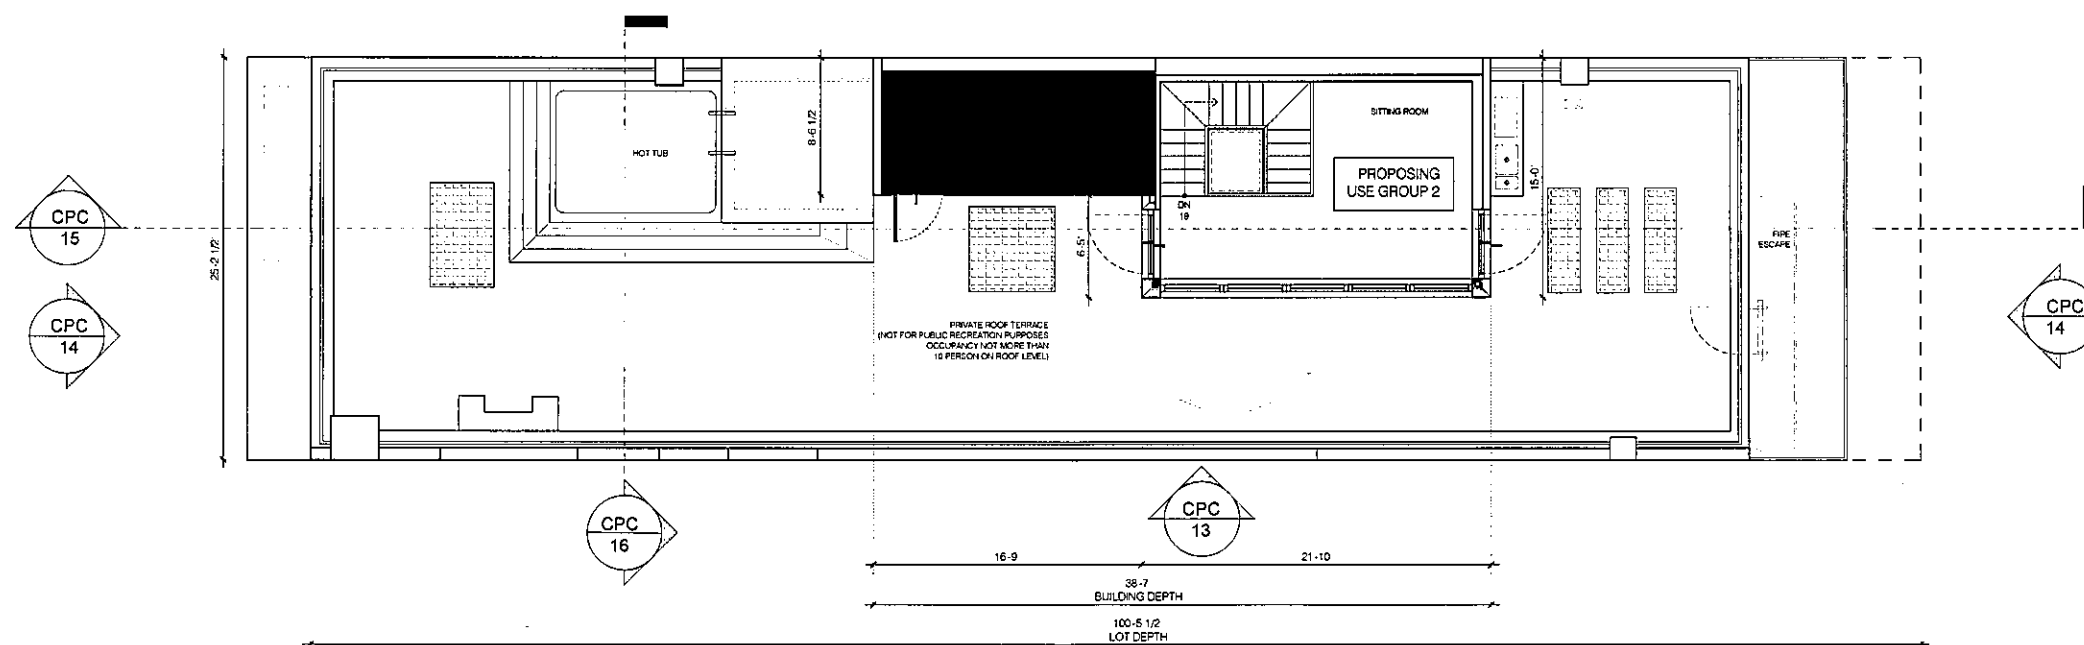 8-6 1/2
SITTING ROOM
HOT TUB
PROPOSING
USE GROUP 2
15-0
CPC
15
DN
19
25-2 1/2
6-5
FIRE
ESCAPE
CPC
14
CPC
14
PRIVATE ROOF TERRACE
(NOT FOR PUBLIC RECREATION PURPOSES
OCCUPANCY NOT MORE THAN
10 PERSON ON ROOF LEVEL)
CPC
16
CPC
13
16-9
21-10
38-7
BUILDING DEPTH
100-5 1/2
LOT DEPTH